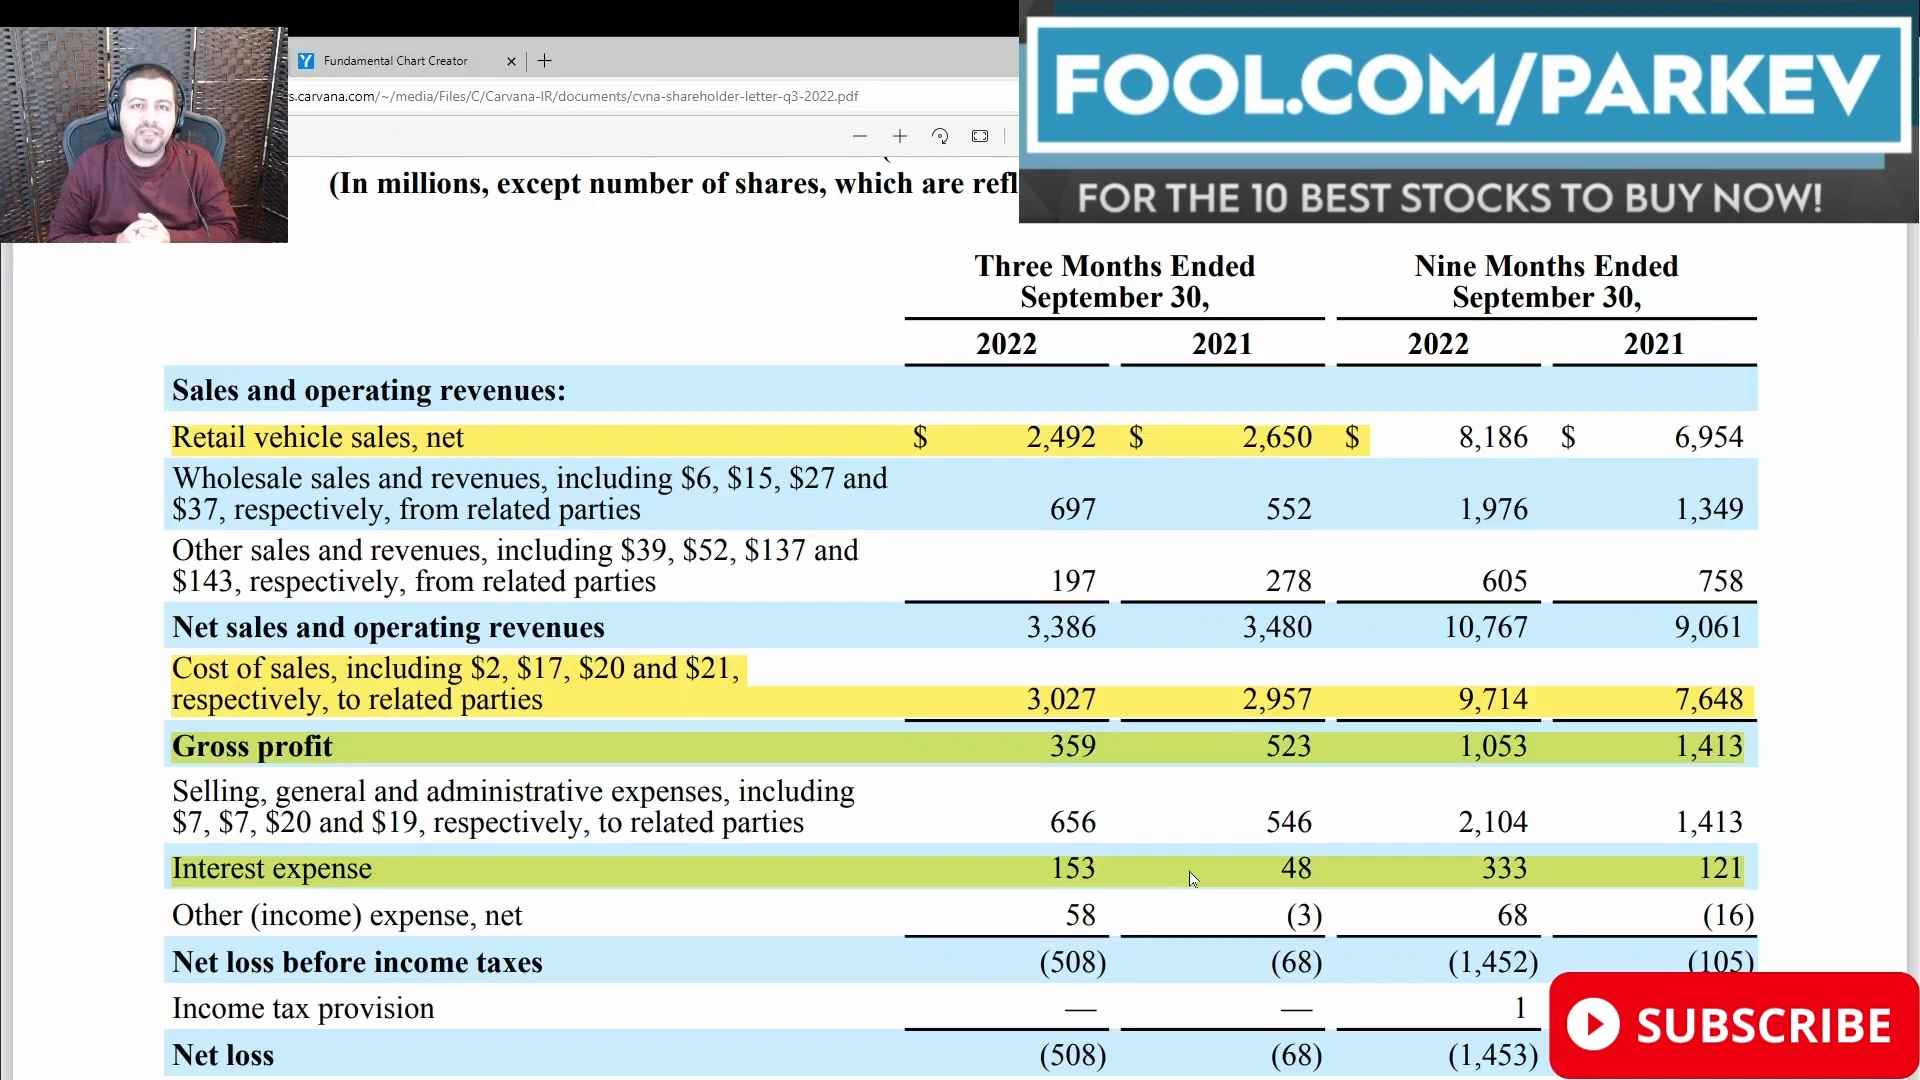 FOOL.COM/PARKEV
FOR THE 10 BEST STOCKS TO BUY NOW!
Fundamental Chart Creator
s.carvana.com/~/media/Files/C/Carvana-IR/documents/cvna-shareholder-letter-q3-2022.pdf
(In millions, except number of shares, which are
Three Months Ended September 30,
Nine Months Ended September 30,
2022 2021 2022 2021
Sales and operating revenues:
Retail vehicle sales, net $ 2,492 $ 2,650 $ 8,186 $ 6,954
Wholesale sales and revenues, including $6, $15, $27 and
$37, respectively, from related parties 697 552 1,976 1,349
Other sales and revenues, including $39, $52, $137 and
$143, respectively, from related parties 197 278 605 758
Net sales and operating revenues 3,386 3,480 10,767 9,061
Cost of sales, including $2, $17, $20 and $21,
respectively, to related parties 3,027 2,957 9,714 7,648
Gross profit 359 523 1,053 1,413
Selling, general and administrative expenses, including
$7, $7, $20 and $19, respectively, to related parties 656 546 2,104 1,413
Interest expense 153 48 333 121
Other (income) expense, net 58 (3) 68 (16)
Net loss before income taxes (508) (68) (1,452) (105)
Income tax provision — — 1
Net loss (508) (68) (1,453)
SUBSCRIBE